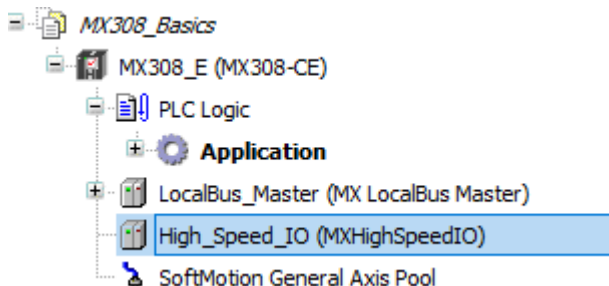 MX308_Basics
MX308_E (MX308-CE)
PLC Logic
Application
LocalBus_Master (MX LocalBus Master)
High_Speed_IO (MXHighSpeedIO)
SoftMotion General Axis Pool